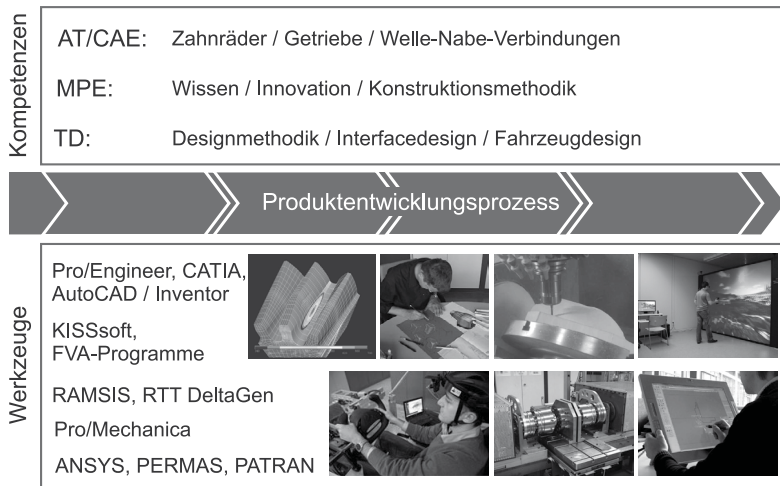 Kompetenzen
AT/CAE: Zahnräder / Getriebe / Welle-Nabe-Verbindungen
MPE: Wissen / Innovation / Konstruktionsmethodik
TD: Designmethodik / Interfacedesign / Fahrzeugdesign
Produktentwicklungsprozess
Werkzeuge
Pro/Engineer, CATIA,
AutoCAD / Inventor
KISSsoft,
FVA-Programme
RAMSIS, RTT DeltaGen
Pro/Mechanica
ANSYS, PERMAS, PATRAN